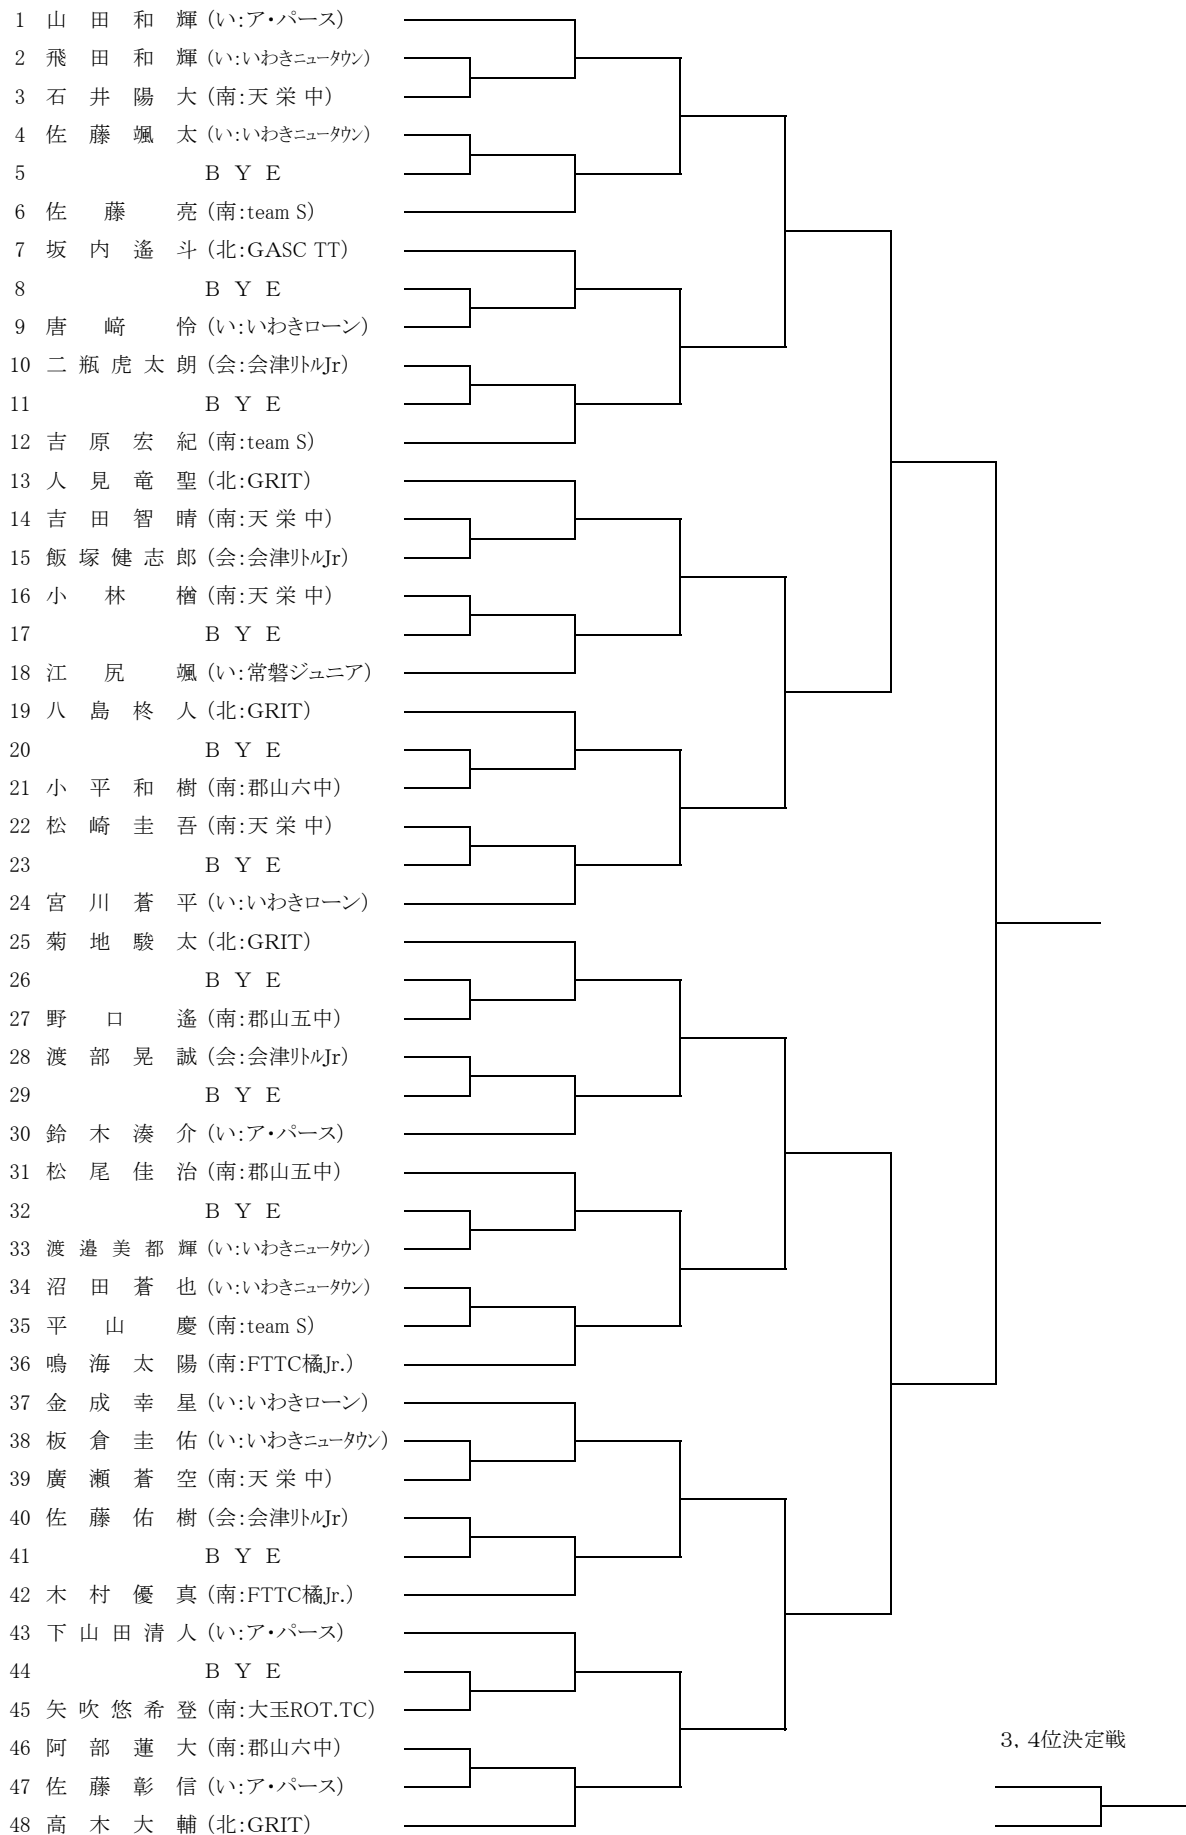 1 山田和輝 (い:ア・パース)
2 飛田和輝 (い:いわきニュータウン)
3 石井陽大 (南:天栄中)
4 佐藤颯太 (い:いわきニュータウン)
5 BYE
6 佐藤亮 (南:team S)
7 坂内遙斗 (北:GASC TT)
8 BYE
9 唐﨑怜 (い:いわきローン)
10 二瓶虎太朗 (会:会津リトルJr)
11 BYE
12 吉原宏紀 (南:team S)
13 人見竜聖 (北:GRIT)
14 吉田智晴 (南:天栄中)
15 飯塚健志郎 (会:会津リトルJr)
16 小林楢 (南:天栄中)
17 BYE
18 江尻颯 (い:常磐ジュニア)
19 八島柊人 (北:GRIT)
20 BYE
21 小平和樹 (南:郡山六中)
22 松崎圭吾 (南:天栄中)
23 BYE
24 宮川蒼平 (い:いわきローン)
25 菊地駿太 (北:GRIT)
26 BYE
27 野口遙 (南:郡山五中)
28 渡部晃誠 (会:会津リトルJr)
29 BYE
30 鈴木湊介 (い:ア・パース)
31 松尾佳治 (南:郡山五中)
32 BYE
33 渡邉美都輝 (い:いわきニュータウン)
34 沼田蒼也 (い:いわきニュータウン)
35 平山慶 (南:team S)
36 鳴海太陽 (南:FTTC橘Jr.)
37 金成幸星 (い:いわきローン)
38 板倉圭佑 (い:いわきニュータウン)
39 廣瀬蒼空 (南:天栄中)
40 佐藤佑樹 (会:会津リトルJr)
41 BYE
42 木村優真 (南:FTTC橘Jr.)
43 下山田清人 (い:ア・パース)
44 BYE
45 矢吹悠希登 (南:大玉ROT.TC)
46 阿部蓮大 (南:郡山六中)
47 佐藤彰信 (い:ア・パース)
48 高木大輔 (北:GRIT)
3, 4位決定戦